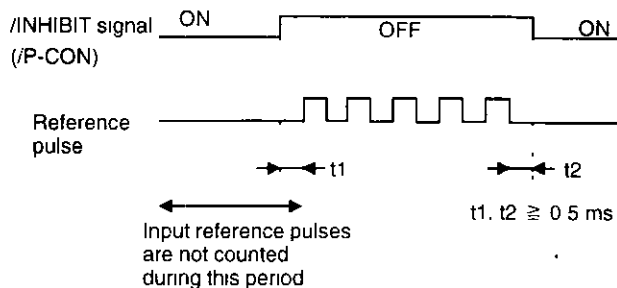 /INHIBIT signal ON OFF ON
(/P-CON)
Reference
pulse
t1 t2
Input reference pulses
are not counted
during this period
t1. t2 ≧ 0 5 ms